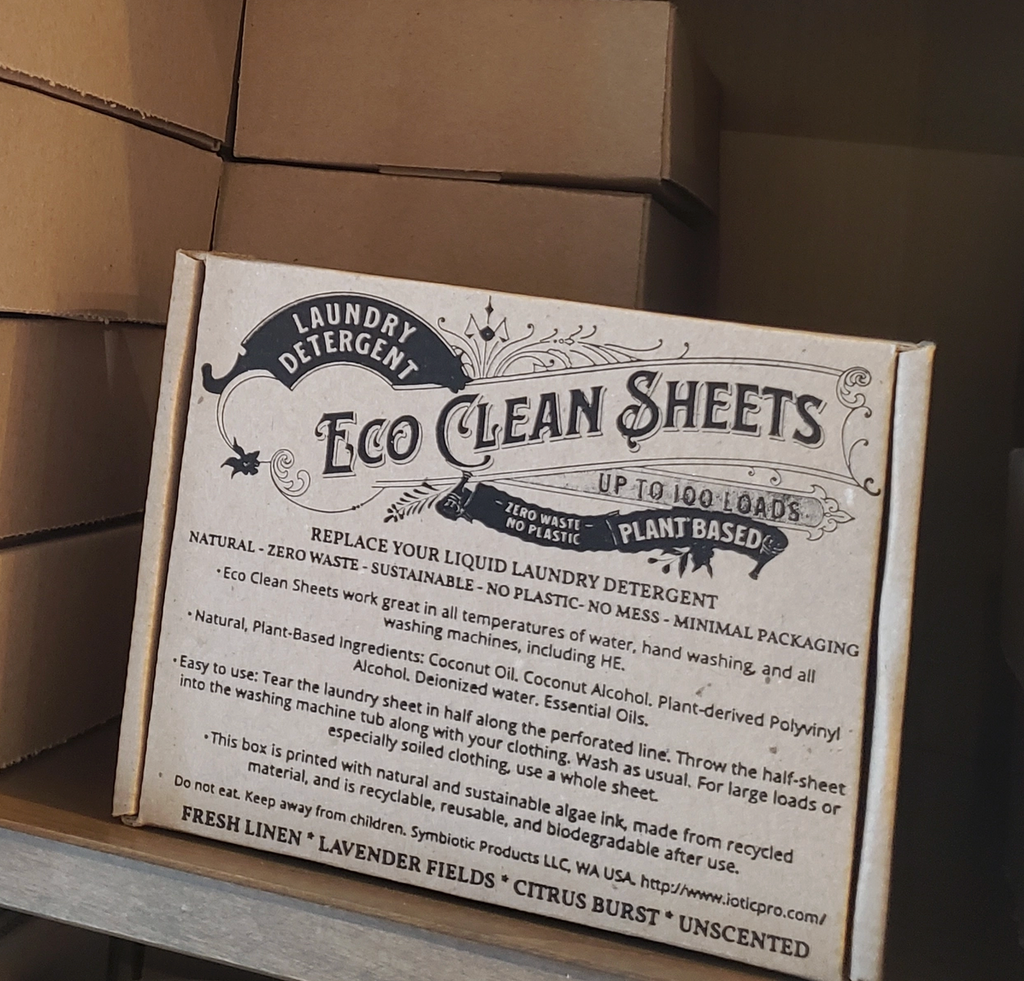 LAUNDRY
DETERGENT
ECO CLEAN SHEETS
UP TO 100 LOADS
- ZERO WASTE -
NO PLASTIC
PLANT BASED
REPLACE YOUR LIQUID LAUNDRY DETERGENT
NATURAL - ZERO WASTE - SUSTAINABLE - NO PLASTIC- NO MESS - MINIMAL PACKAGING
•Eco Clean Sheets work great in all temperatures of water, hand washing, and all
washing machines, including HE.
•Natural, Plant-Based Ingredients: Coconut Oil. Coconut Alcohol. Plant-derived Polyvinyl
Alcohol. Deionized water. Essential Oils.
•Easy to use: Tear the laundry sheet in half along the perforated line. Throw the half-sheet
into the washing machine tub along with your clothing. Wash as usual. For large loads or
especially soiled clothing, use a whole sheet.
•This box is printed with natural and sustainable algae ink, made from recycled
material, and is recyclable, reusable, and biodegradable after use.
Do not eat. Keep away from children. Symbiotic Products LLC, WA USA. http://www.ioticpro.com/
FRESH LINEN * LAVENDER FIELDS * CITRUS BURST * UNSCENTED